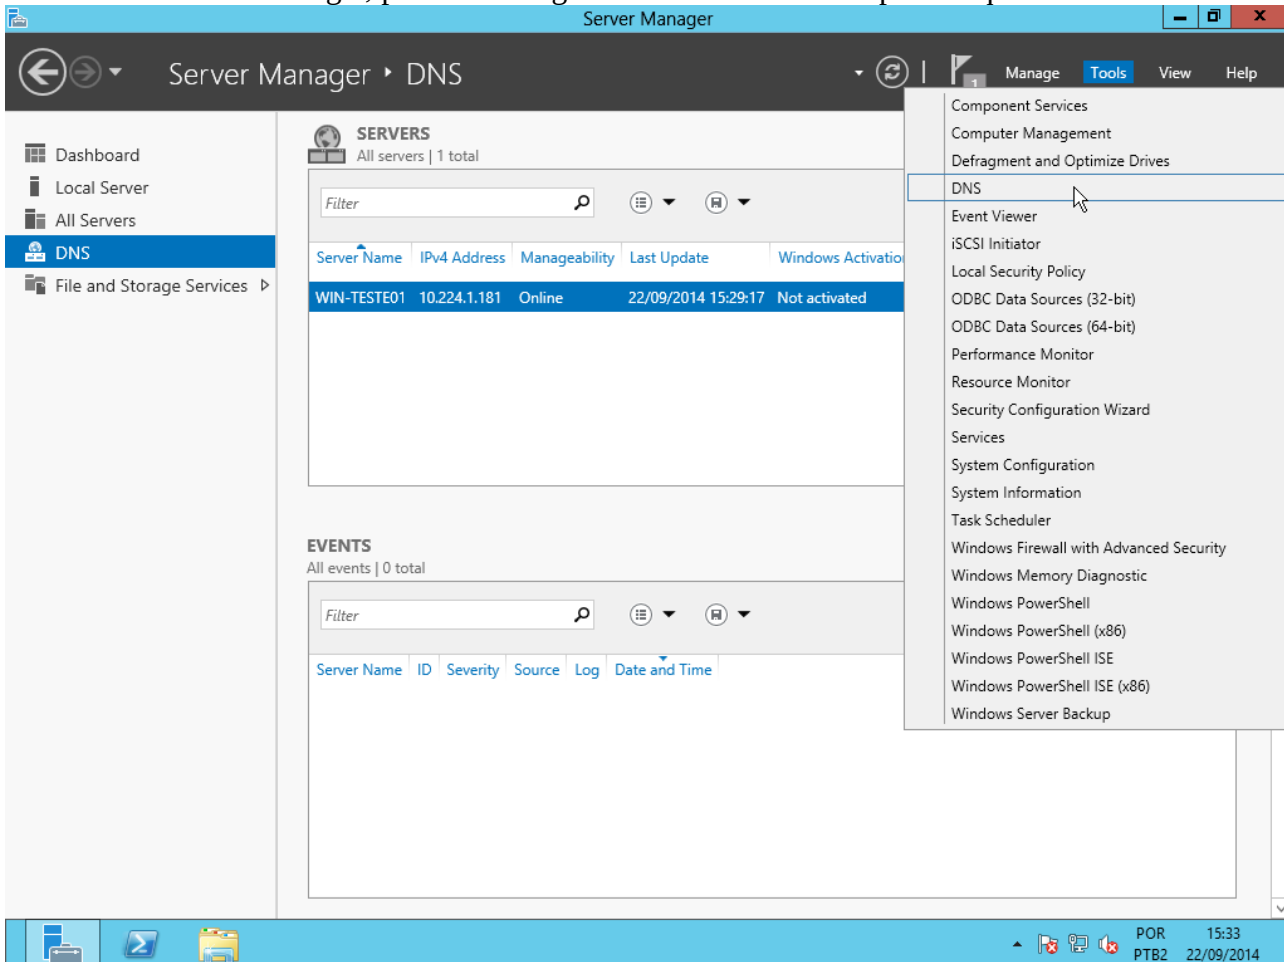 Server Manager
Server Manager ‣ DNS
1
Manage Tools View Help
Dashboard
Local Server
All Servers
DNS
File and Storage Services
SERVERS
All servers | 1 total
Filter
Server Name IPv4 Address Manageability Last Update Windows Activatio
WIN-TESTE01 10.224.1.181 Online 22/09/2014 15:29:17 Not activated
EVENTS
All events | 0 total
Filter
Server Name ID Severity Source Log Date and Time
Component Services
Computer Management
Defragment and Optimize Drives
DNS
Event Viewer
iSCSI Initiator
Local Security Policy
ODBC Data Sources (32-bit)
ODBC Data Sources (64-bit)
Performance Monitor
Resource Monitor
Security Configuration Wizard
Services
System Configuration
System Information
Task Scheduler
Windows Firewall with Advanced Security
Windows Memory Diagnostic
Windows PowerShell
Windows PowerShell (x86)
Windows PowerShell ISE
Windows PowerShell ISE (x86)
Windows Server Backup
POR 15:33
PTB2 22/09/2014